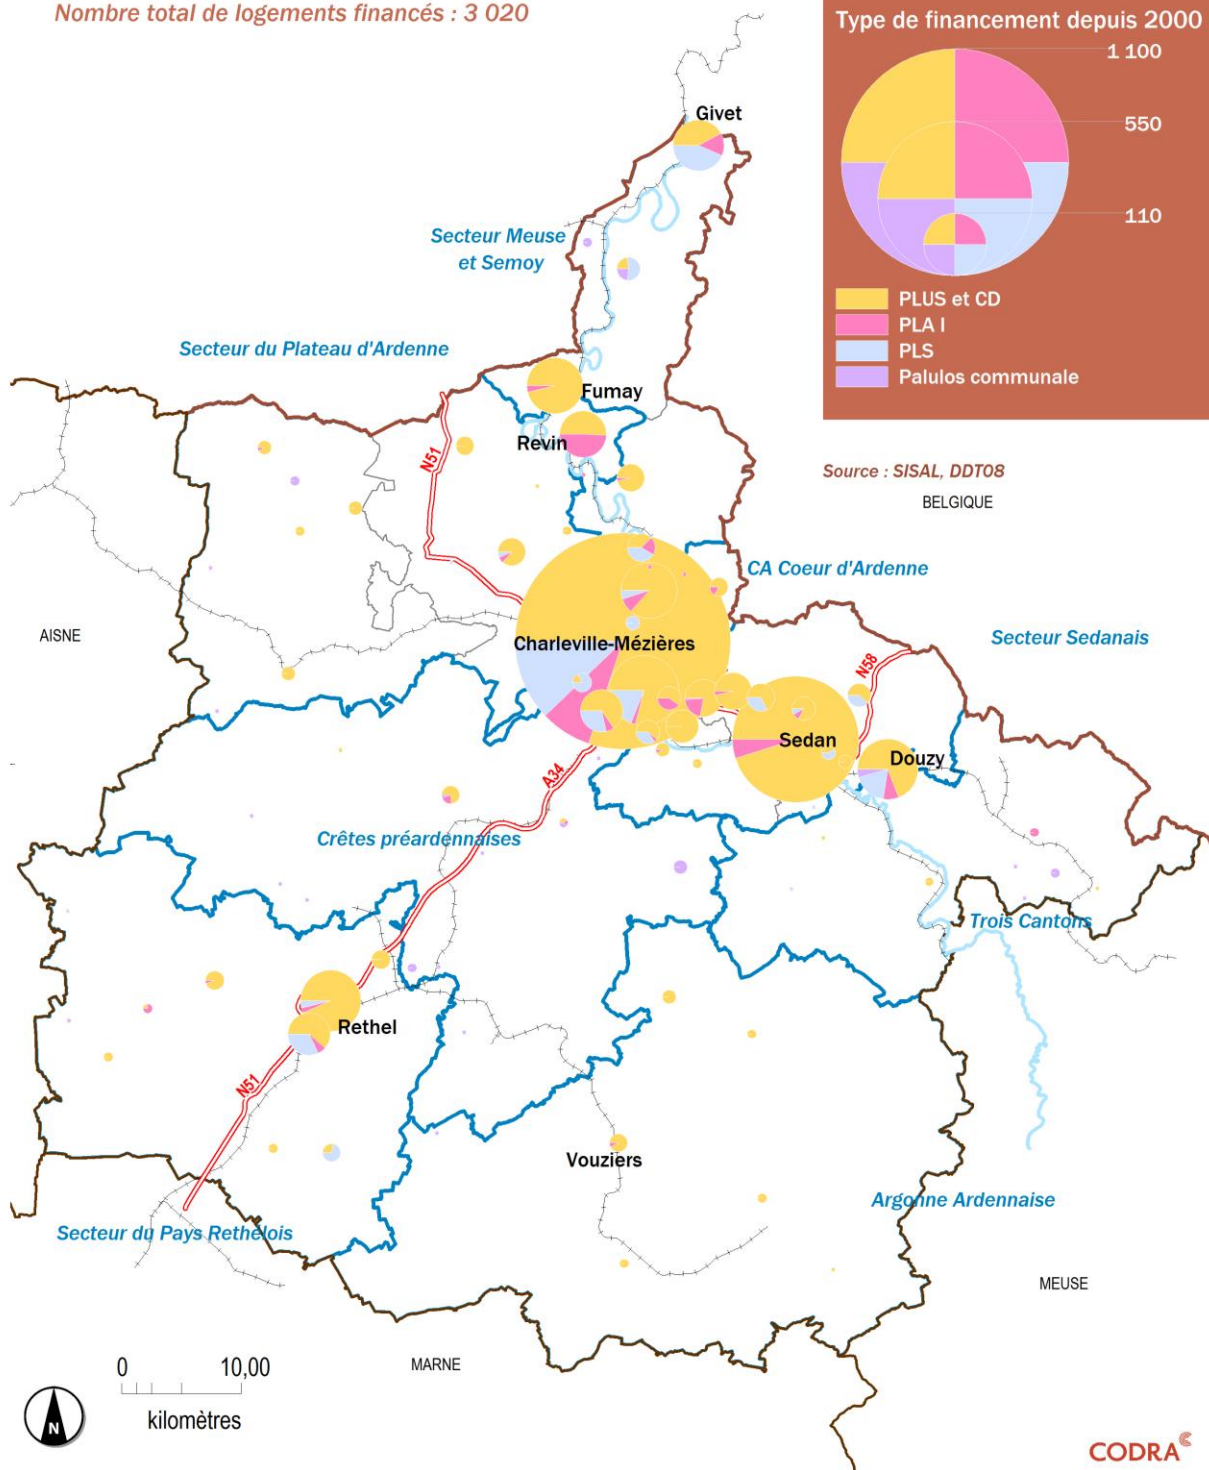 Nombre total de logements financés : 3 020
Type de financement depuis 2000
1 100
550
110
PLUS et CD
PLA I
PLS
Palulos communale
Givet
Secteur Meuse
et Semoy
Secteur du Plateau d'Ardenne
Fumay
Revin
N51
Source : SISAL, DDT08
BELGIQUE
CA Coeur d'Ardenne
AISNE
Charleville-Mézières
Secteur Sedanais
N58
Sedan
Douzy
A34
Crêtes préardennaises
Trois Cantons
Rethel
N51
Vouziers
Argonne Ardennaise
Secteur du Pays Rethélois
MEUSE
MARNE
0 10,00
kilomètres
N
CODRA